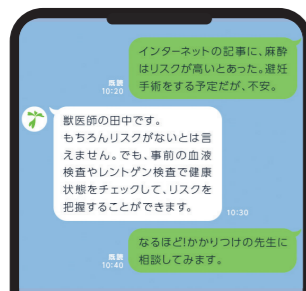 インターネットの記事に、麻酔
はリスクが高いとあった。避妊
手術をする予定だが、不安。
既読
10:20
獣医師の田中です。
もちろんリスクがないとは言
えません。でも、事前の血液
検査やレントゲン検査で健康
状態をチェックして、リスクを
把握することができます。
10:30
なるほど!かかりつけの先生に
相談してみます。
既読
10:40